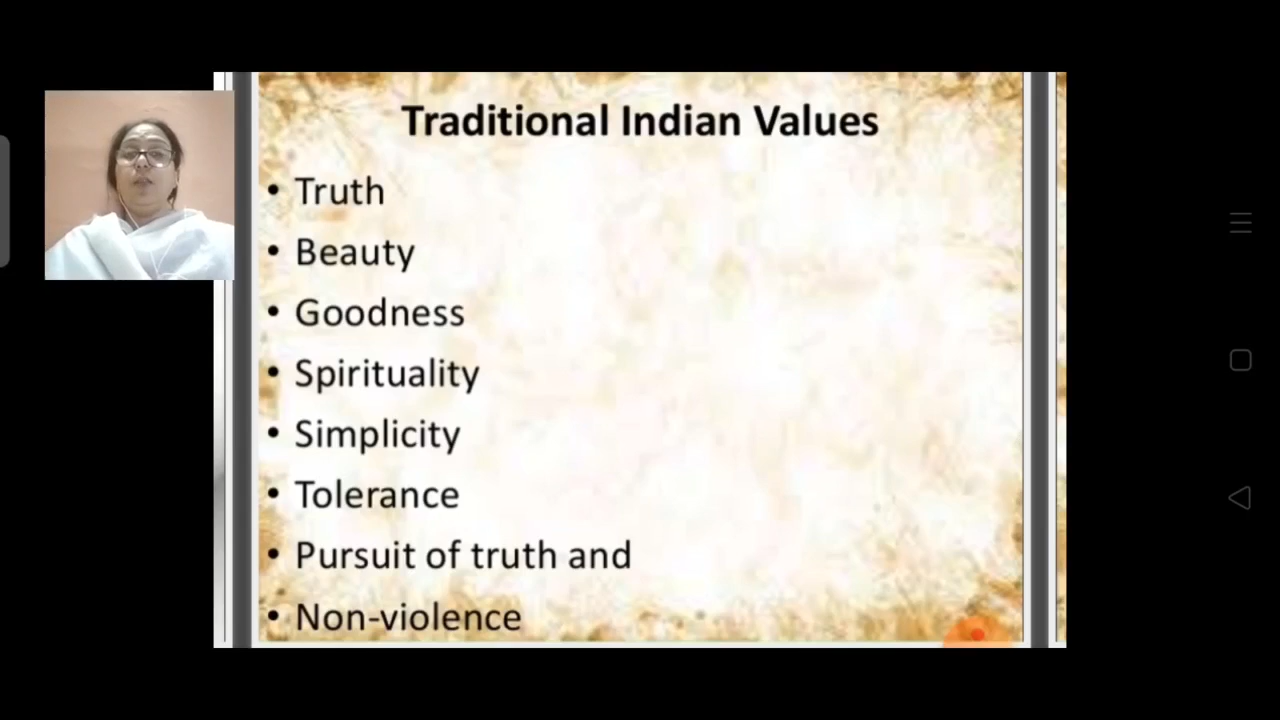 Traditional Indian Values
• Truth
• Beauty
• Goodness
• Spirituality
• Simplicity
• Tolerance
• Pursuit of truth and
• Non-violence